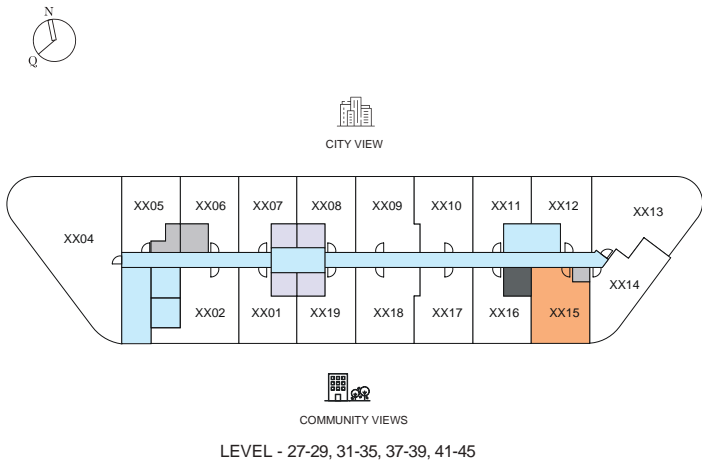 N
Q
CITY VIEW
XX05 XX06 XX07 XX08 XX09 XX10 XX11 XX12
XX04 XX13
XX14
XX02 XX01 XX19 XX18 XX17 XX16 XX15
COMMUNITY VIEWS
LEVEL - 27-29, 31-35, 37-39, 41-45